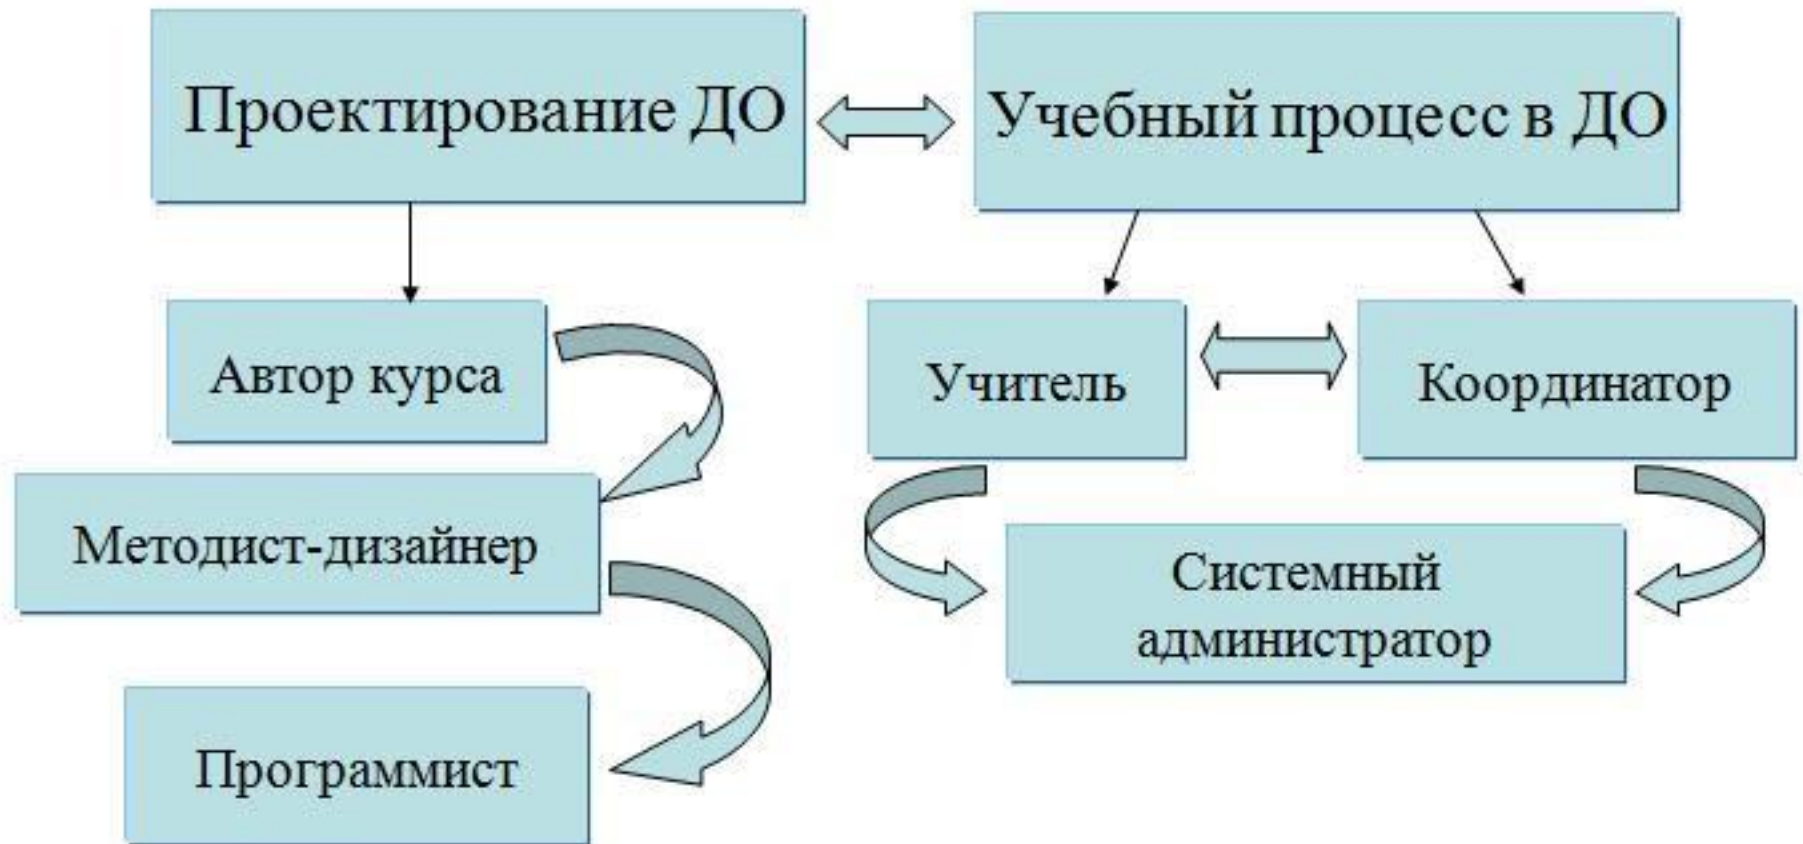 Проектирование ДО
Учебный процесс в ДО
Автор курса
Учитель
Координатор
Методист-дизайнер
Системный
администратор
Программист